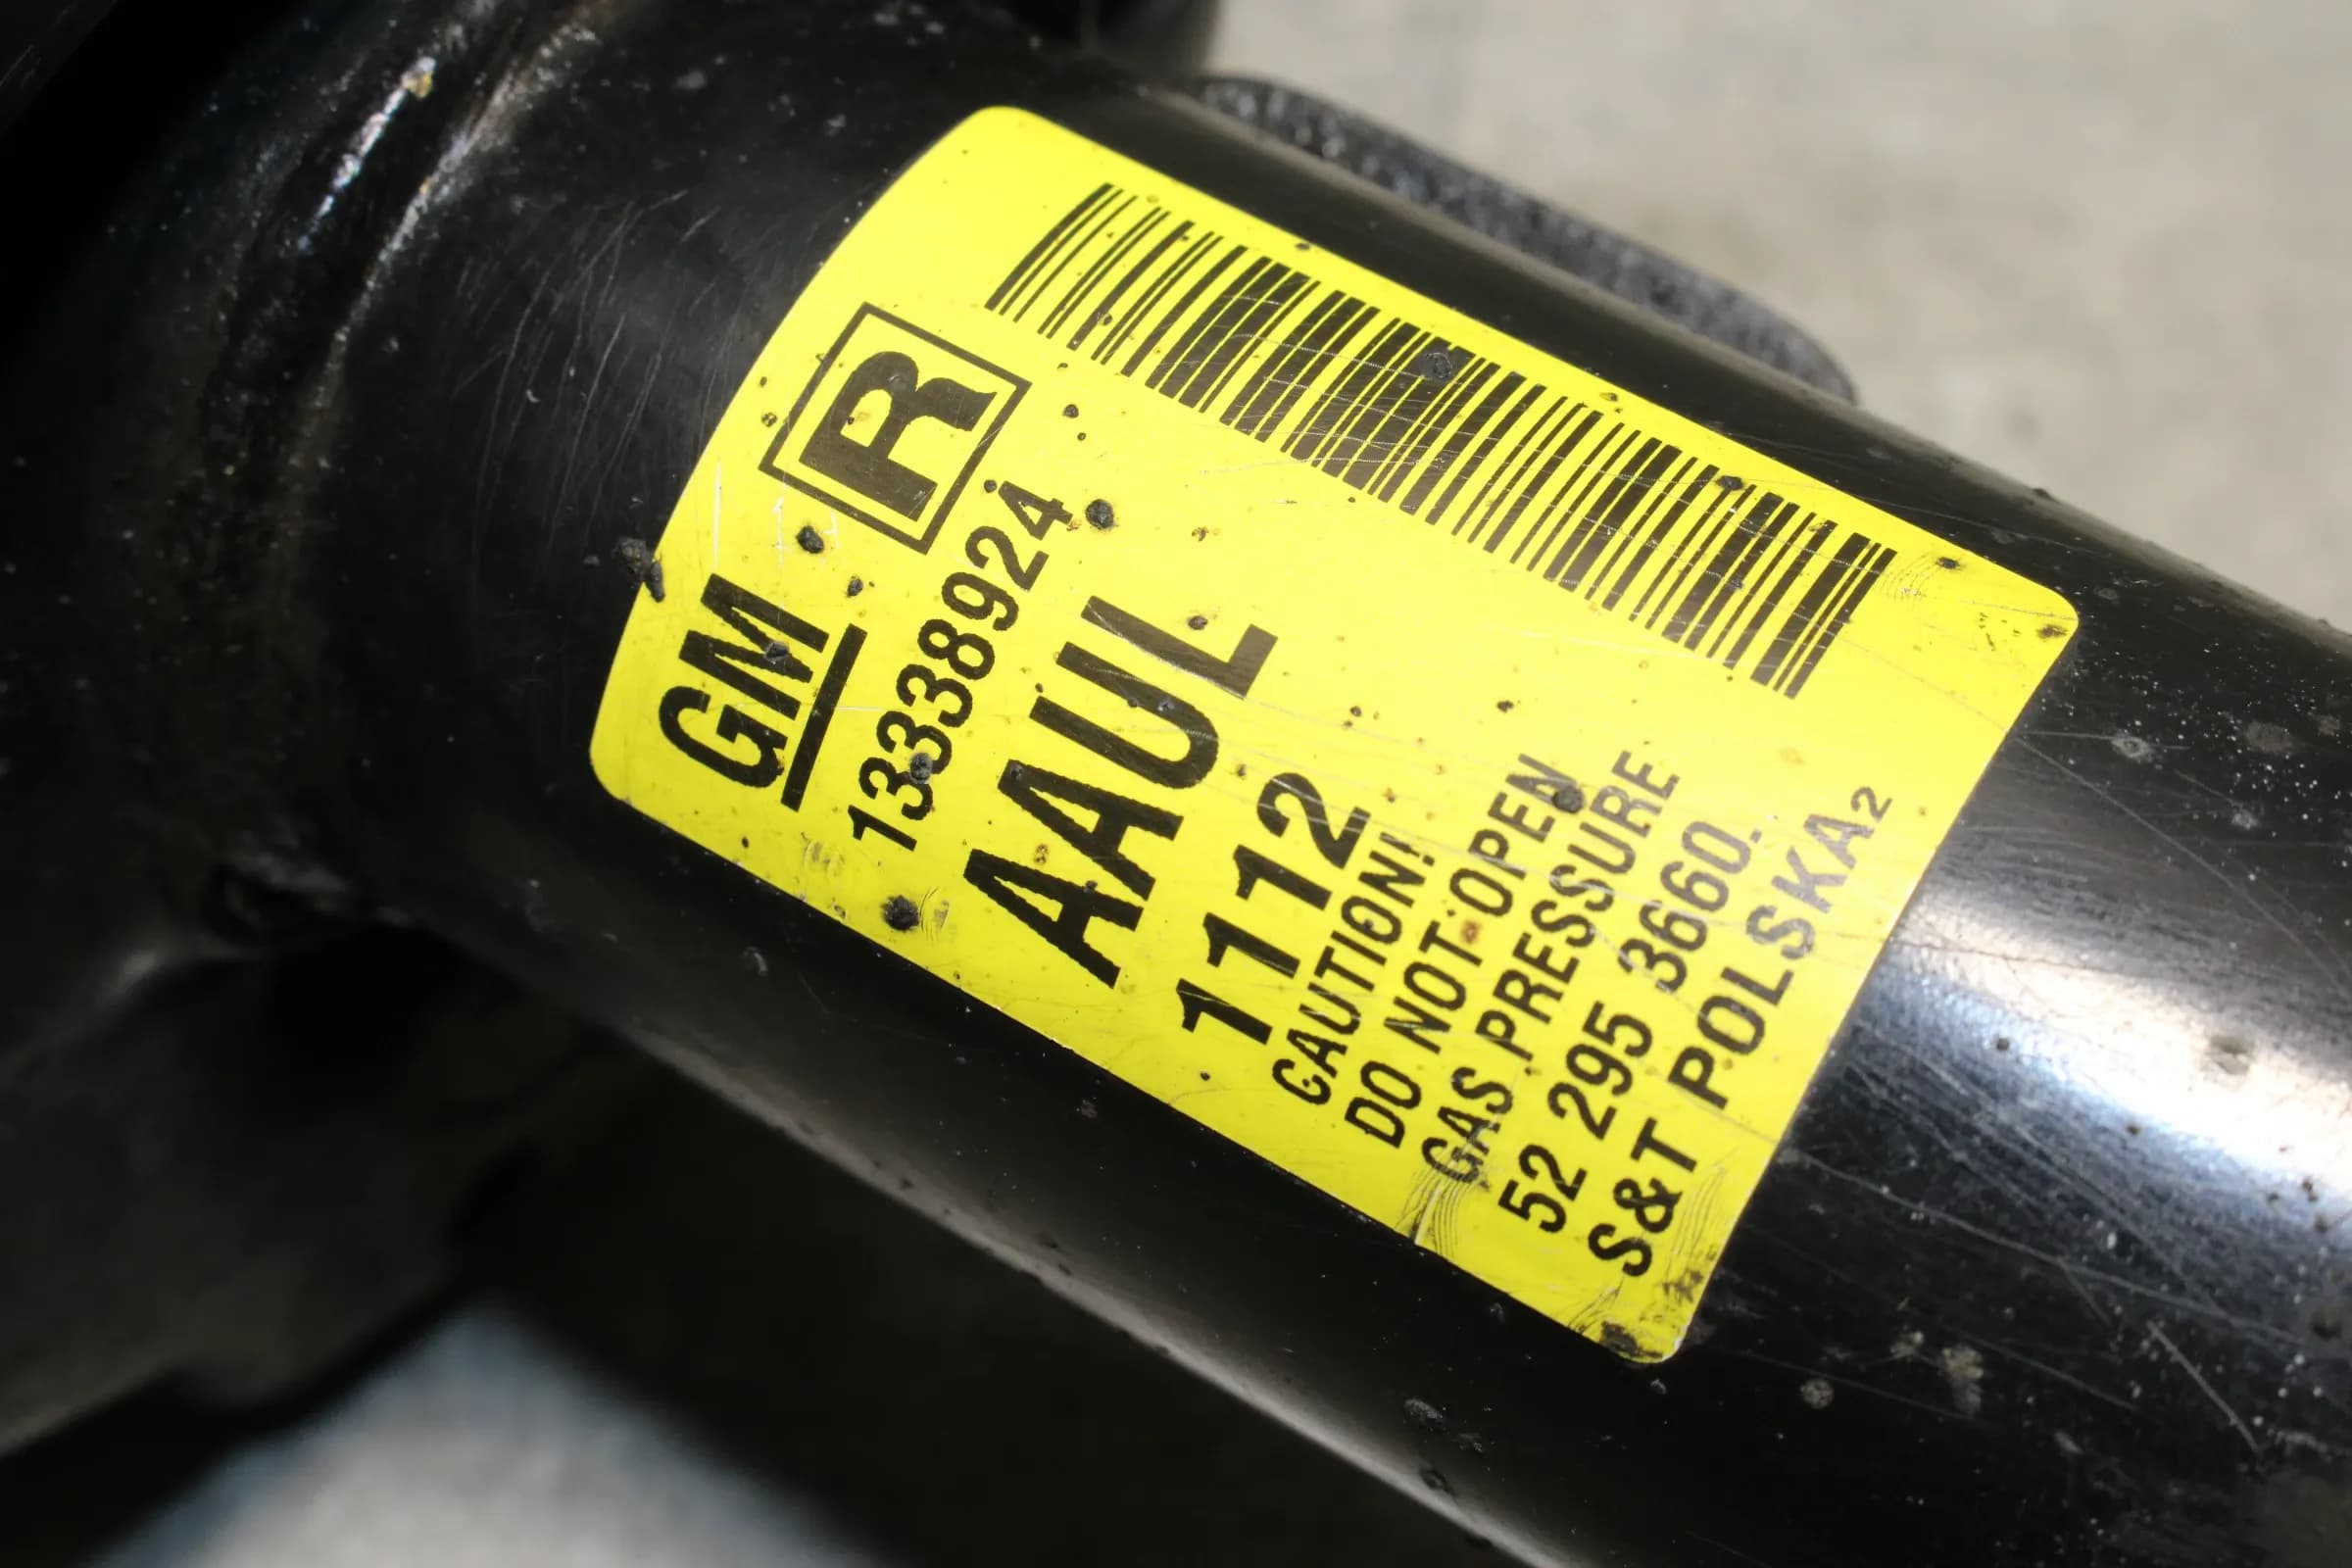 GM R
13338924
AAUL
1112
CAUTION!!
DO NOT OPEN
GAS PRESSURE
52 295 3660.
S&T POLSKA2